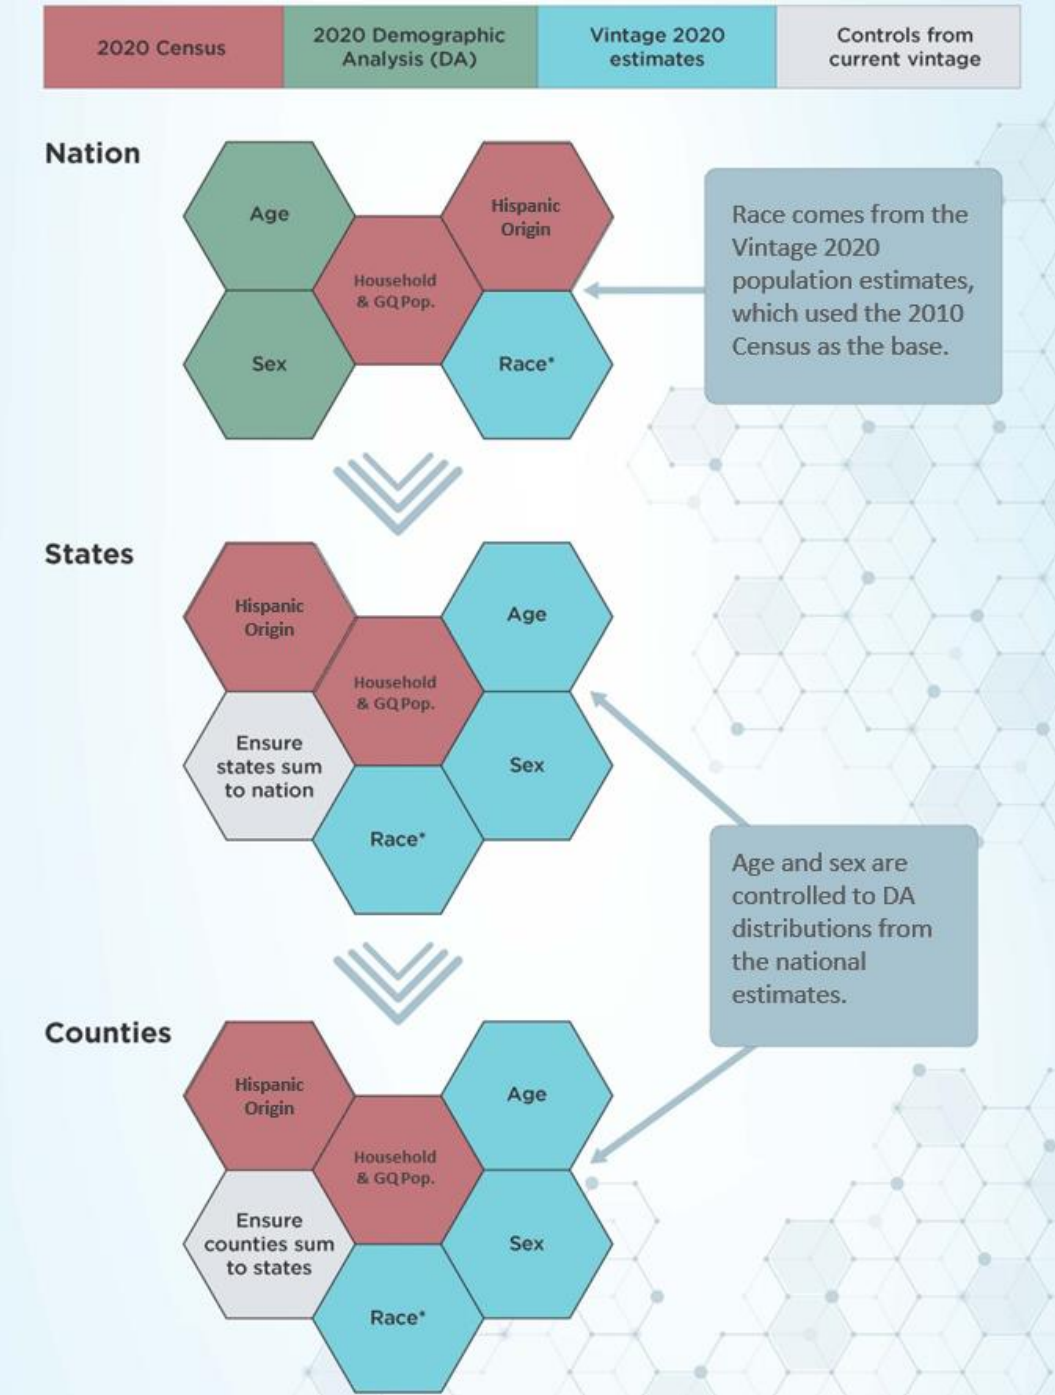 2020 Census
2020 Demographic
Analysis (DA)
Vintage 2020
estimates
Controls from
current vintage
Nation
Age
Hispanic
Origin
Household
& GQ Pop.
Sex
Race*
Race comes from the
Vintage 2020
population estimates,
which used the 2010
Census as the base.
States
Hispanic
Origin
Age
Household
& GQ Pop.
Ensure
states sum
to nation
Sex
Race*
Age and sex are
controlled to DA
distributions from
the national
estimates.
Counties
Hispanic
Origin
Age
Household
& GQ Pop.
Ensure
counties sum
to states
Sex
Race*